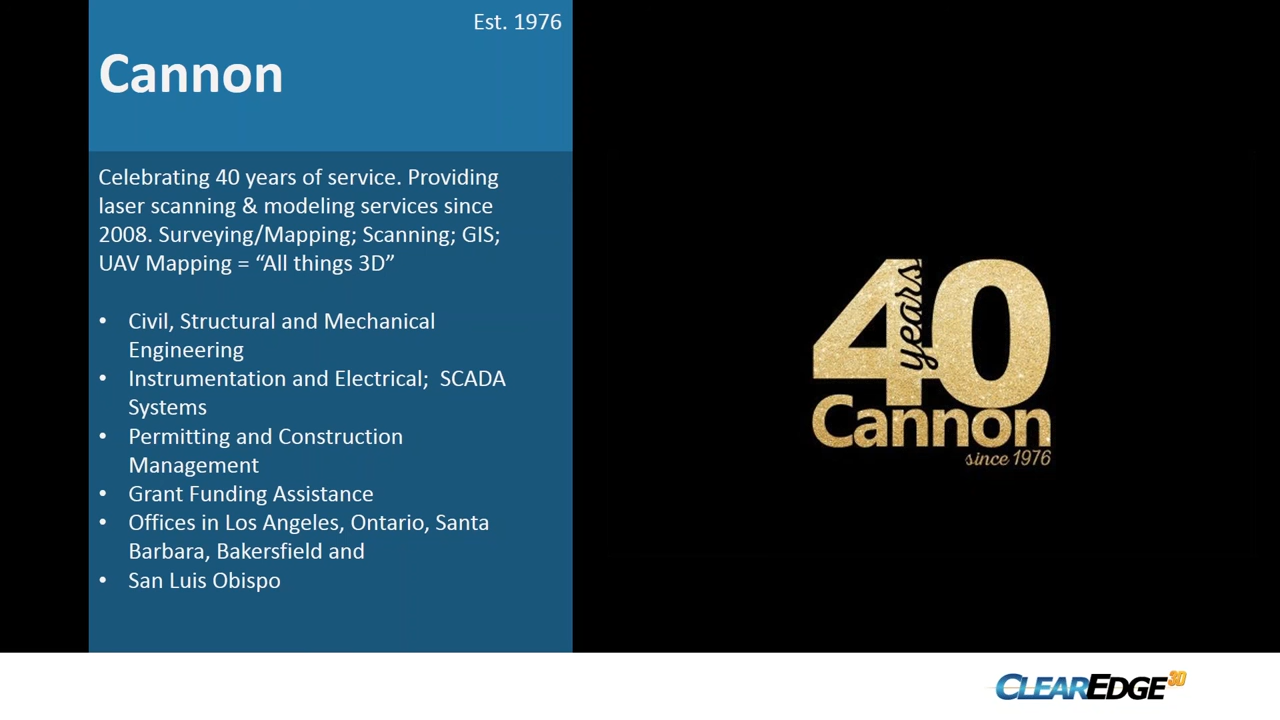 Est. 1976
Cannon
Celebrating 40 years of service. Providing
laser scanning & modeling services since
2008. Surveying/Mapping; Scanning; GIS;
UAV Mapping = “All things 3D”
• Civil, Structural and Mechanical
Engineering
• Instrumentation and Electrical;  SCADA
Systems
• Permitting and Construction
Management
• Grant Funding Assistance
• Offices in Los Angeles, Ontario, Santa
Barbara, Bakersfield and
• San Luis Obispo
40
years
Cannon
since 1976
CLEAREDGE 3D